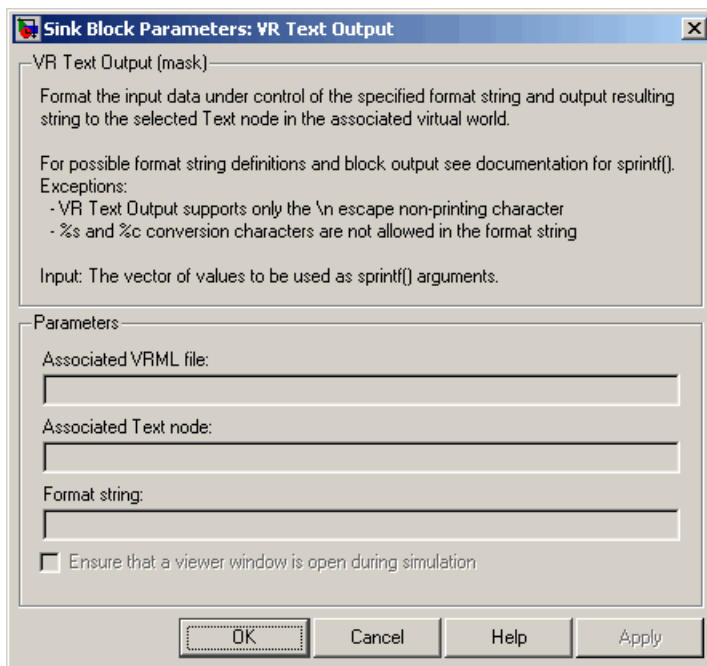 Sink Block Parameters: VR Text Output
VR Text Output (mask)
Format the input data under control of the specified format string and output resulting
string to the selected Text node in the associated virtual world.
For possible format string definitions and block output see documentation for sprintf().
Exceptions:
- VR Text Output supports only the \n escape non-printing character
- %s and %c conversion characters are not allowed in the format string
Input: The vector of values to be used as sprintf() arguments.
Parameters
Associated VRML file:
Associated Text node:
Format string:
Ensure that a viewer window is open during simulation
OK Cancel Help Apply